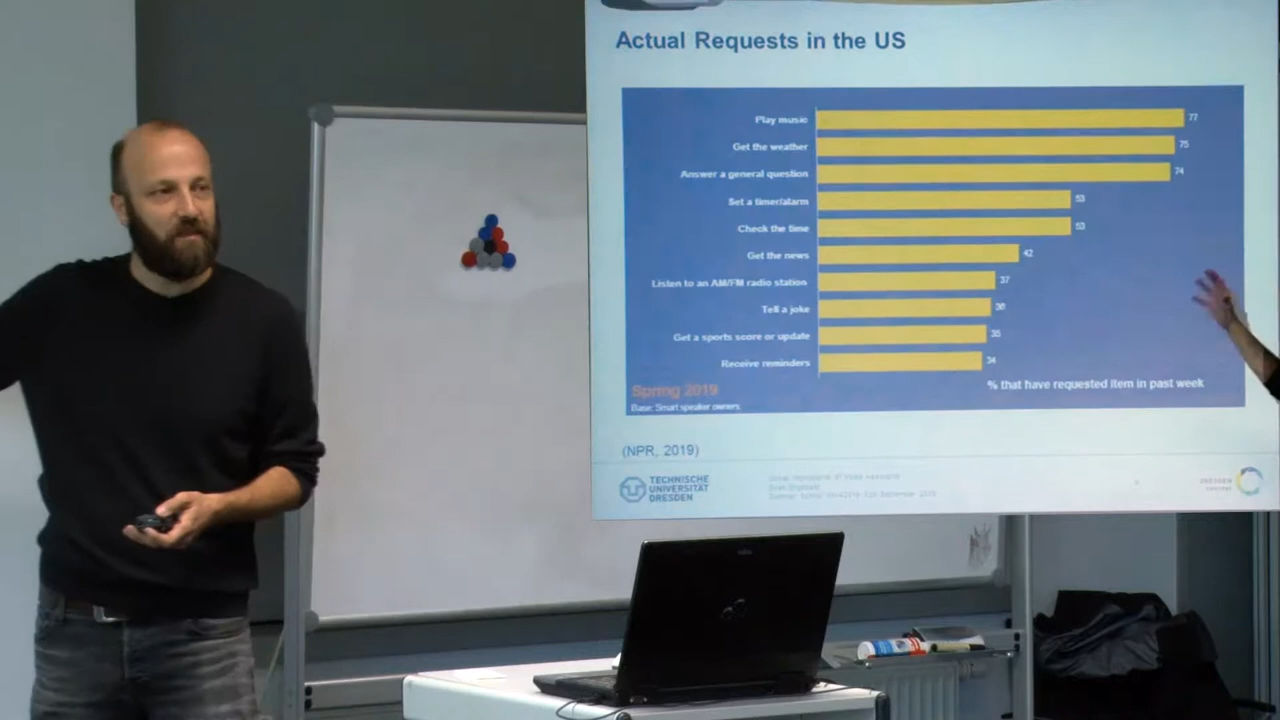 Actual Requests in the US
Play music 77
Get the weather 75
Answer a general question 74
Set a timer/alarm 53
Check the time 53
Get the news 42
Listen to an AM/FM radio station 37
Tell a joke 36
Get a sports score or update 35
Receive reminders 34
% that have requested item in past week
Spring 2019
Base: Smart speaker owners
(NPR, 2019)
TECHNISCHE
UNIVERSITÄT
DRESDEN
DRESDEN